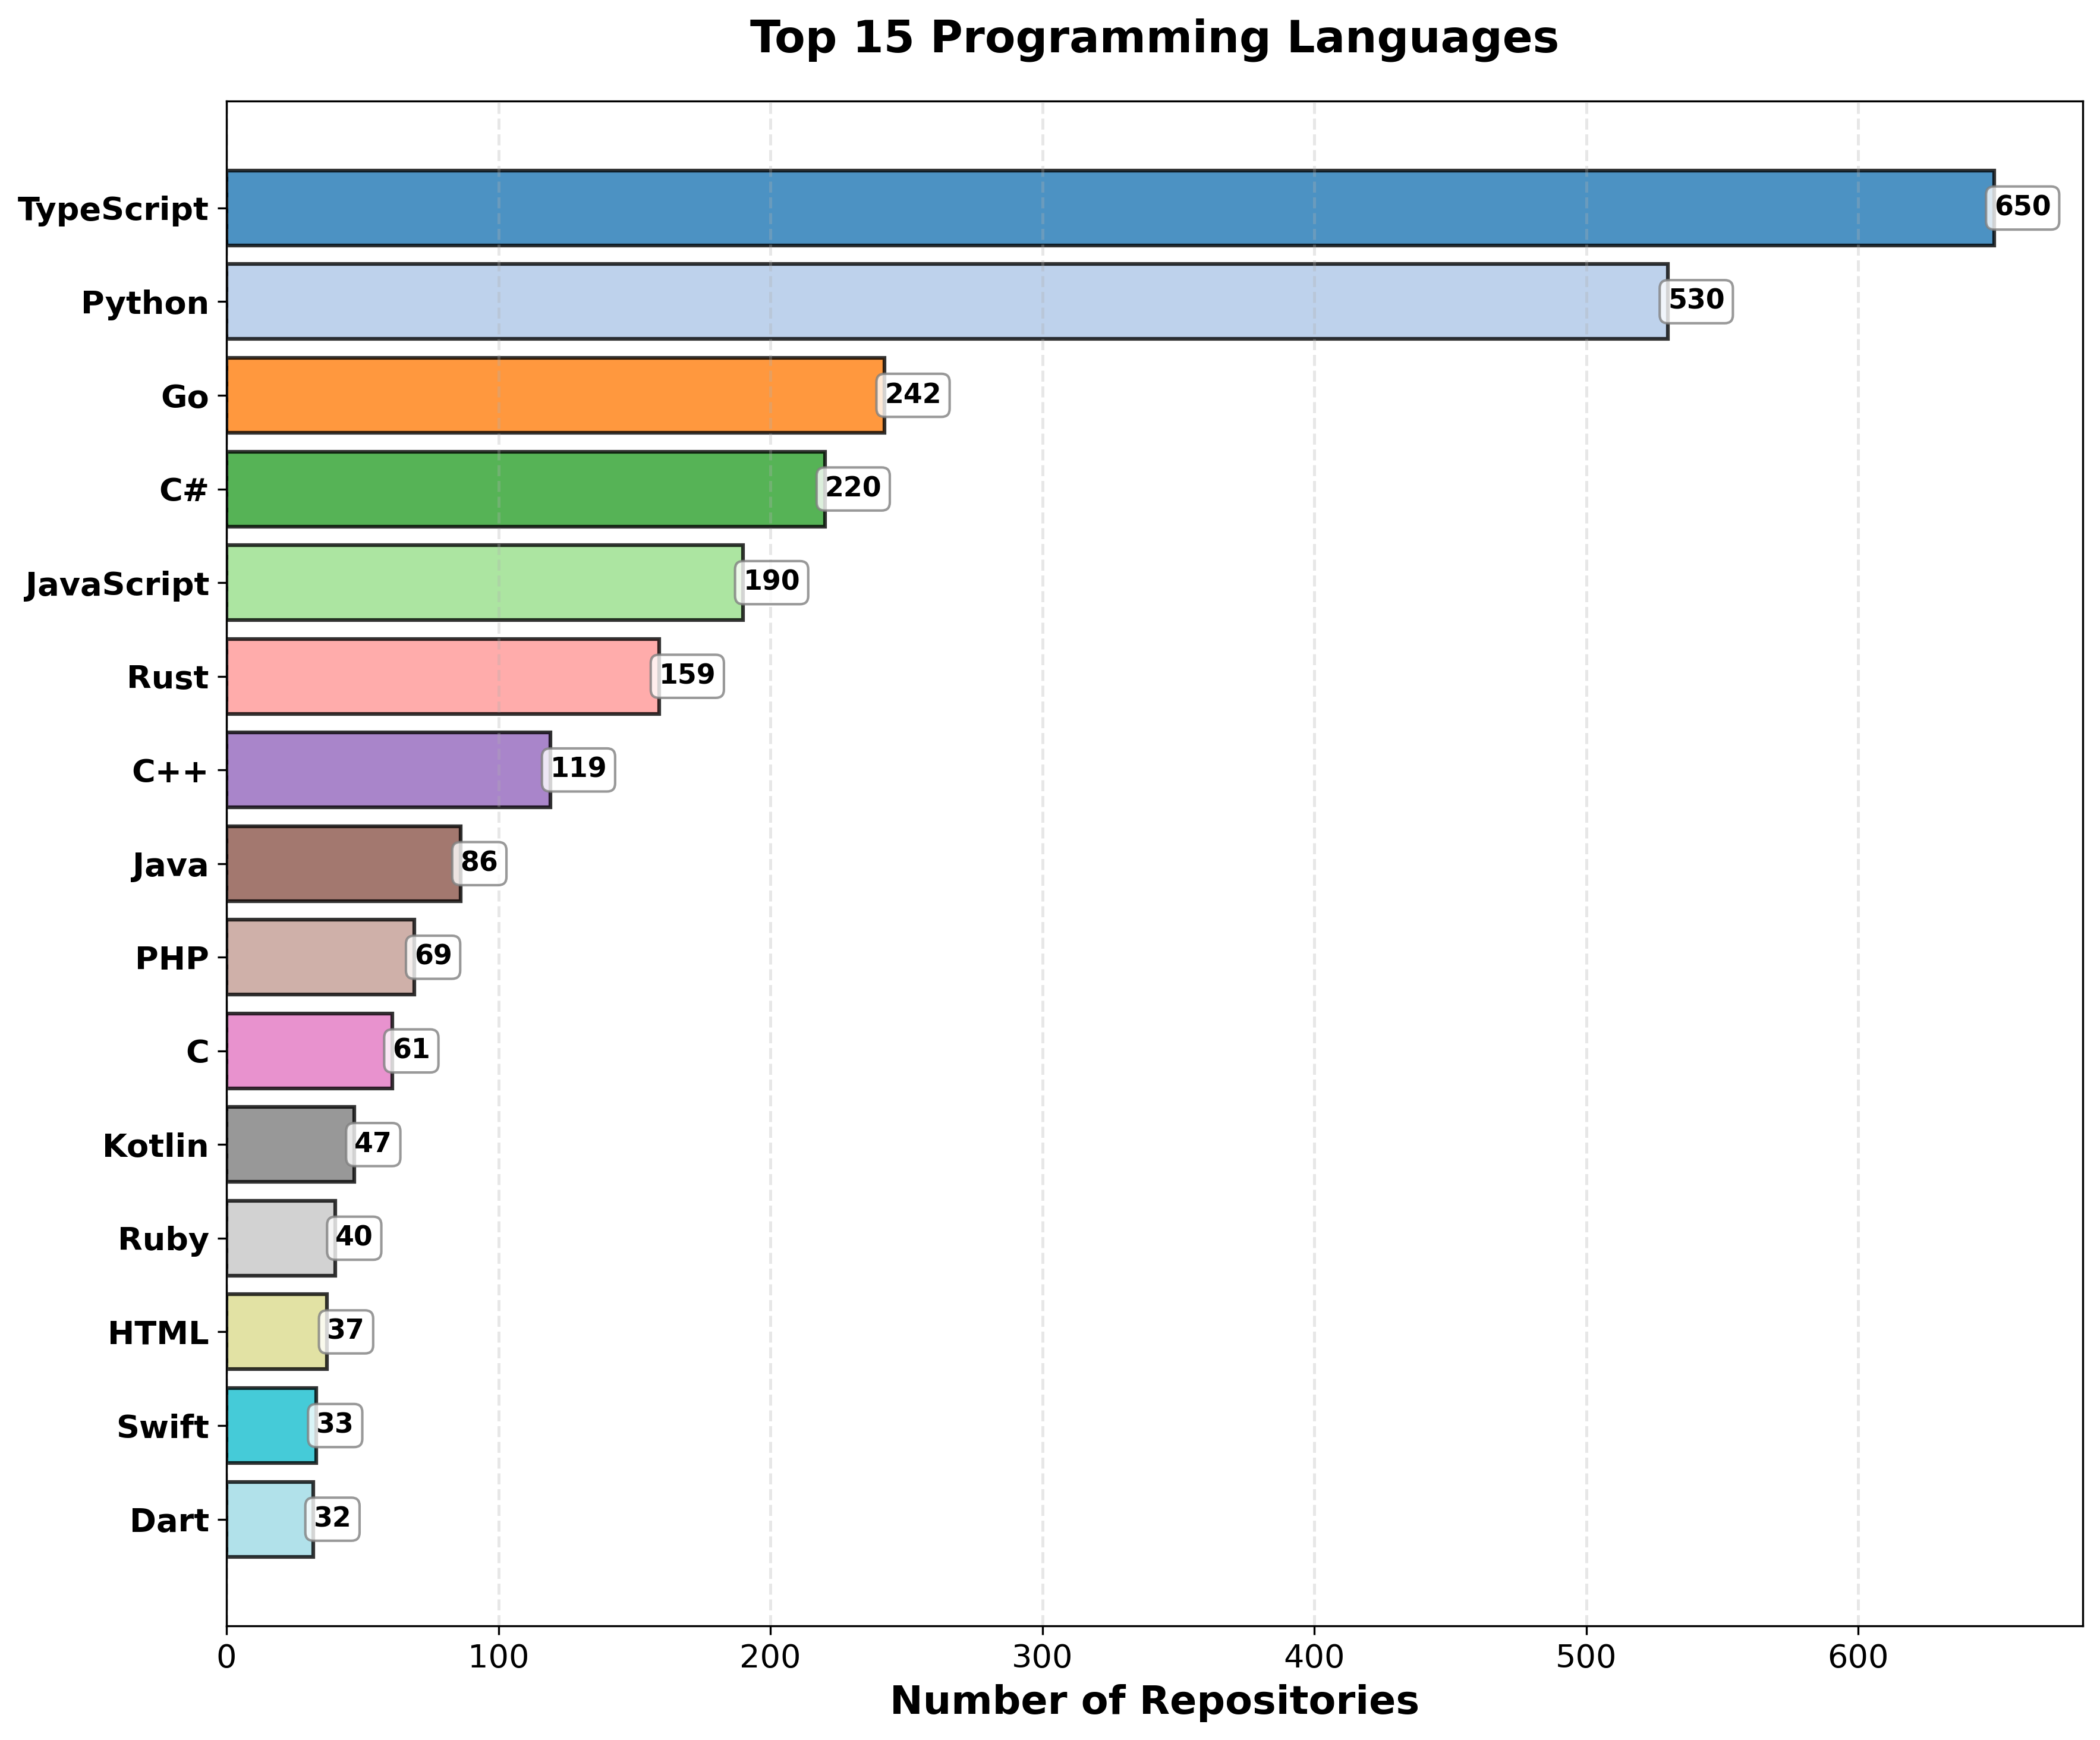 Top 15 Programming Languages
TypeScript 650
Python 530
Go 242
C# 220
JavaScript 190
Rust 159
C++ 119
Java 86
PHP 69
C 61
Kotlin 47
Ruby 40
HTML 37
Swift 33
Dart 32
0 100 200 300 400 500 600
Number of Repositories